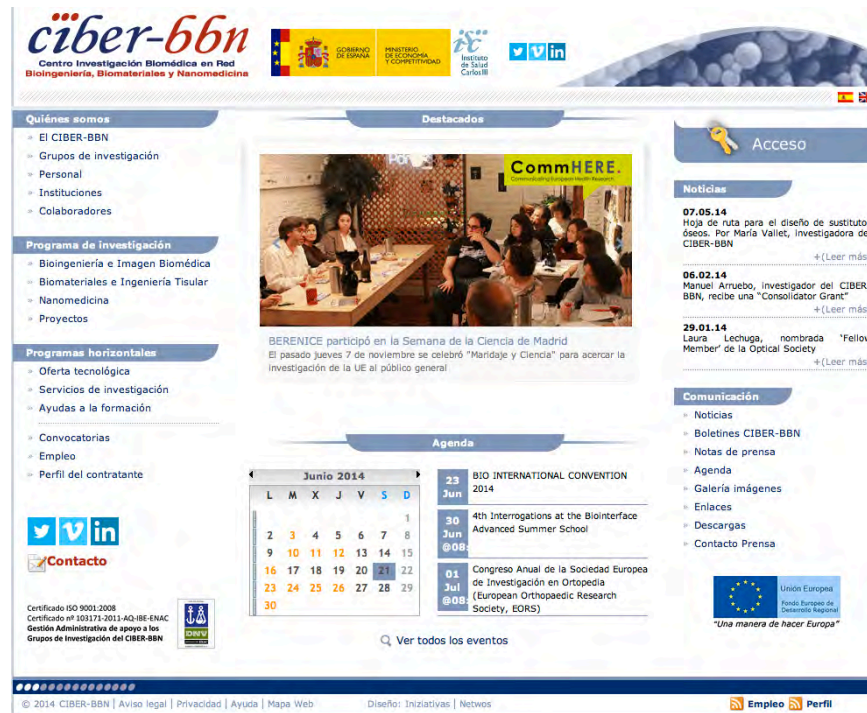 ciber-bbn
Centro Investigación Biomédica en Red
Bioingeniería, Biomateriales y Nanomedicina
GOBIERNO
DE ESPAÑA
MINISTERIO
DE ECONOMÍA
Y COMPETITIVIDAD
Instituto
de Salud
Carlos III
Quiénes somos
El CIBER-BBN
Grupos de investigación
Personal
Instituciones
Colaboradores
Programa de investigación
Bioingeniería e Imagen Biomédica
Biomateriales e Ingeniería Tisular
Nanomedicina
Proyectos
Programas horizontales
Oferta tecnológica
Servicios de investigación
Ayudas a la formación
Convocatorias
Empleo
Perfil del contratante
Contacto
Certificado ISO 9001:2008
Certificado nº 103171-2011-AQ-IBE-ENAC
Gestión Administrativa de apoyo a los
Grupos de Investigación del CIBER-BBN
DNV
Destacados
CommHERE.
Communicating European Health Research
BERENICE participó en la Semana de la Ciencia de Madrid
El pasado jueves 7 de noviembre se celebró "Maridaje y Ciencia" para acercar la
investigación de la UE al público general
Agenda
Junio 2014
L M X J V S D
1
2 3 4 5 6 7 8
9 10 11 12 13 14 15
16 17 18 19 20 21 22
23 24 25 26 27 28 29
30
23
Jun
BIO INTERNATIONAL CONVENTION
2014
30
Jun
@08:
4th Interrogations at the Biointerface
Advanced Summer School
01
Jul
@08:
Congreso Anual de la Sociedad Europea
de Investigación en Ortopedia
(European Orthopaedic Research
Society, EORS)
Ver todos los eventos
Acceso
Noticias
07.05.14
Hoja de ruta para el diseño de sustituto
óseos. Por María Vallet, investigadora de
CIBER-BBN
+(Leer más
06.02.14
Manuel Arruebo, investigador del CIBER
BBN, recibe una "Consolidator Grant"
+(Leer más
29.01.14
Laura Lechuga, nombrada 'Fellow
Member' de la Optical Society
+(Leer más
Comunicación
Noticias
Boletines CIBER-BBN
Notas de prensa
Agenda
Galería imágenes
Enlaces
Descargas
Contacto Prensa
Unión Europea
Fondo Europeo de
Desarrollo Regional
"Una manera de hacer Europa"
© 2014 CIBER-BBN | Aviso legal | Privacidad | Ayuda | Mapa Web
Diseño: Iniziativas | Netwos
Empleo
Perfil